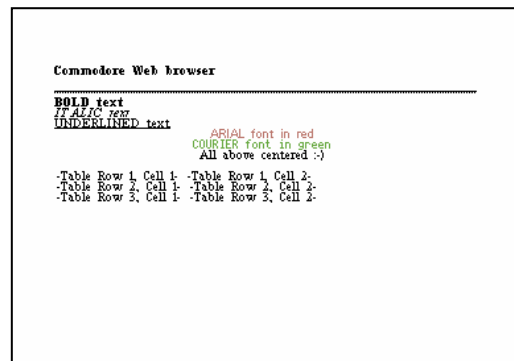 Commodore Web browser
BOLD text
ITALIC text
UNDERLINED text
ARIAL font in red
COURIER font in green
All above centered :-)
-Table Row 1, Cell 1- -Table Row 1, Cell 2-
-Table Row 2, Cell 1- -Table Row 2, Cell 2-
-Table Row 3, Cell 1- -Table Row 3, Cell 2-